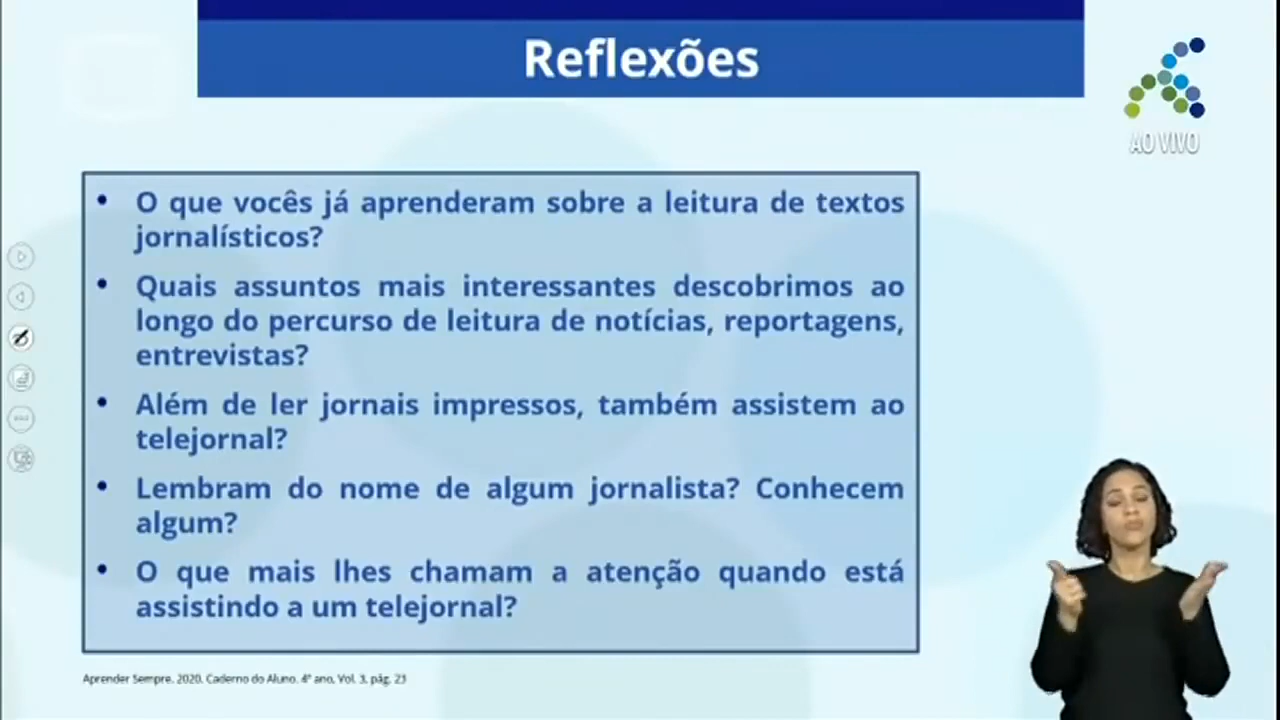 Reflexões
AO VIVO
• O que vocês já aprenderam sobre a leitura de textos
jornalísticos?
• Quais assuntos mais interessantes descobrimos ao
longo do percurso de leitura de notícias, reportagens,
entrevistas?
• Além de ler jornais impressos, também assistem ao
telejornal?
• Lembram do nome de algum jornalista? Conhecem
algum?
• O que mais lhes chamam a atenção quando está
assistindo a um telejornal?
Aprender Sempre. 2020. Caderno do Aluno. 4º ano, Vol. 3, pág. 23